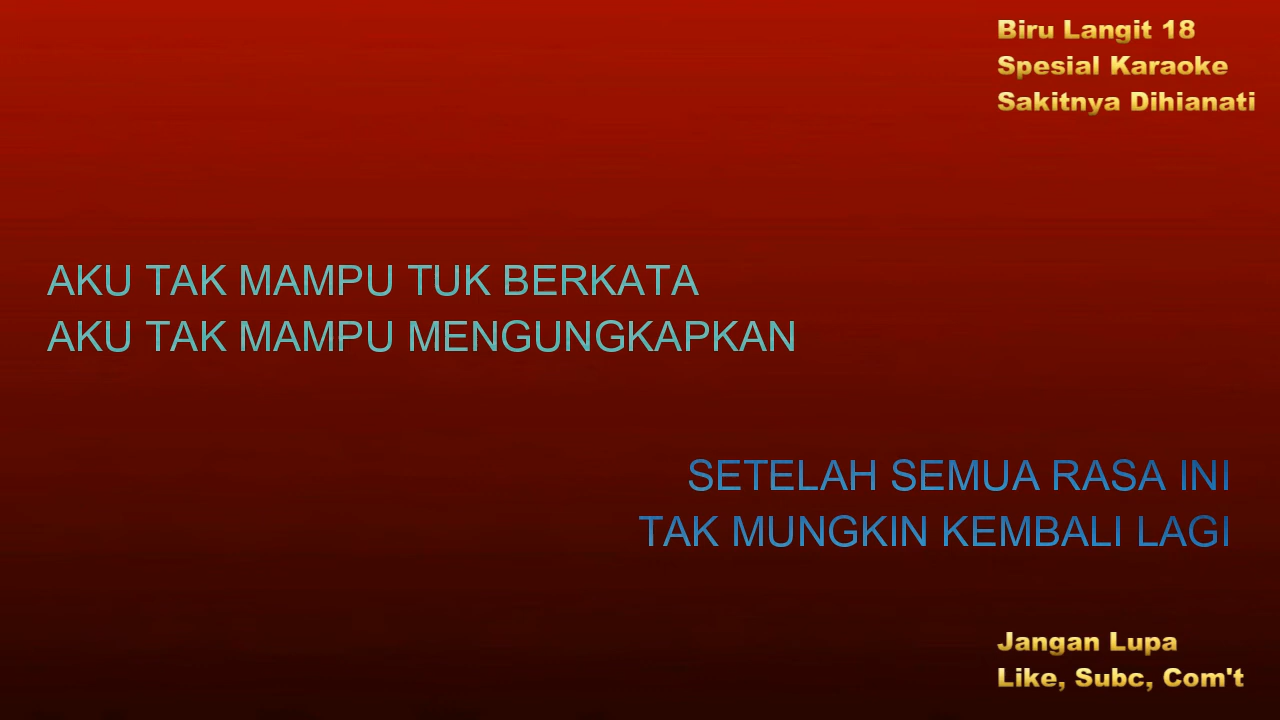 Biru Langit 18
Spesial Karaoke
Sakitnya Dihianati
AKU TAK MAMPU TUK BERKATA
AKU TAK MAMPU MENGUNGKAPKAN
SETELAH SEMUA RASA INI
TAK MUNGKIN KEMBALI LAGI
Jangan Lupa
Like, Subc, Com't